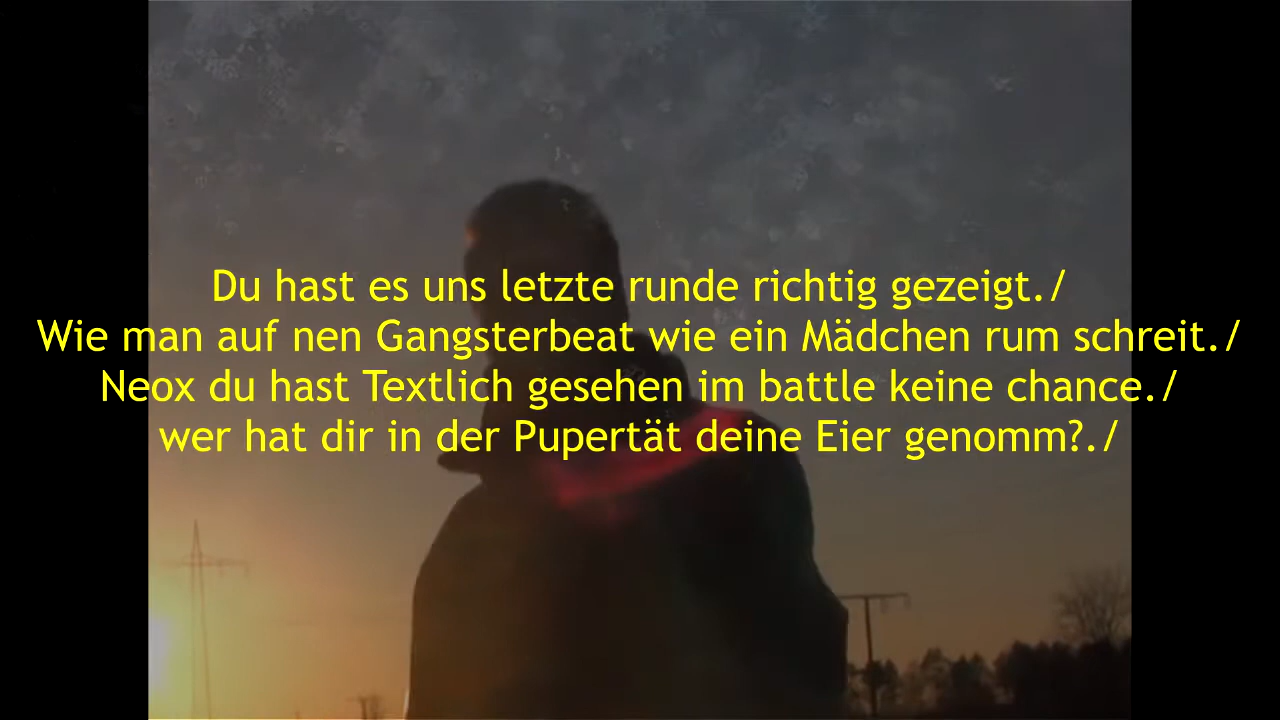 Du hast es uns letzte runde richtig gezeigt./
Wie man auf nen Gangsterbeat wie ein Mädchen rum schreit./
Neox du hast Textlich gesehen im battle keine chance./
wer hat dir in der Pupertät deine Eier genomm?./